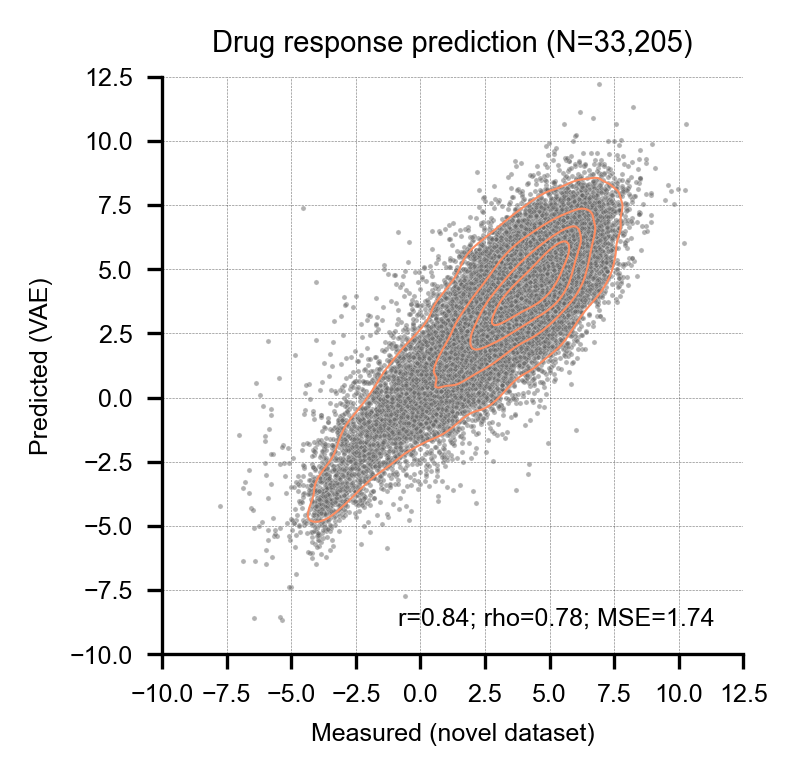 Drug response prediction (N=33,205)
12.5
10.0
7.5
5.0
2.5
0.0
−2.5
−5.0
−7.5
−10.0
Predicted (VAE)
r=0.84; rho=0.78; MSE=1.74
−10.0 −7.5 −5.0 −2.5 0.0 2.5 5.0 7.5 10.0 12.5
Measured (novel dataset)